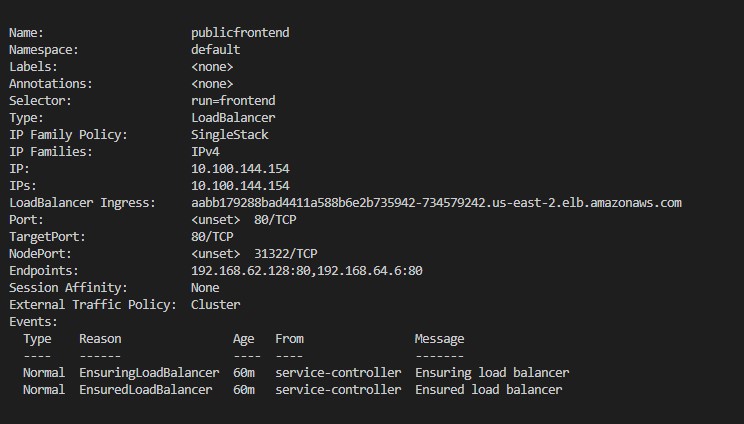 Name: publicfrontend
Namespace: default
Labels: <none>
Annotations: <none>
Selector: run=frontend
Type: LoadBalancer
IP Family Policy: SingleStack
IP Families: IPv4
IP: 10.100.144.154
IPs: 10.100.144.154
LoadBalancer Ingress: aabb179288bad4411a588b6e2b735942-734579242.us-east-2.elb.amazonaws.com
Port: <unset> 80/TCP
TargetPort: 80/TCP
NodePort: <unset> 31322/TCP
Endpoints: 192.168.62.128:80,192.168.64.6:80
Session Affinity: None
External Traffic Policy: Cluster
Events:
Type Reason Age From Message
---- ------ ---- ---- -------
Normal EnsuringLoadBalancer 60m service-controller Ensuring load balancer
Normal EnsuredLoadBalancer 60m service-controller Ensured load balancer